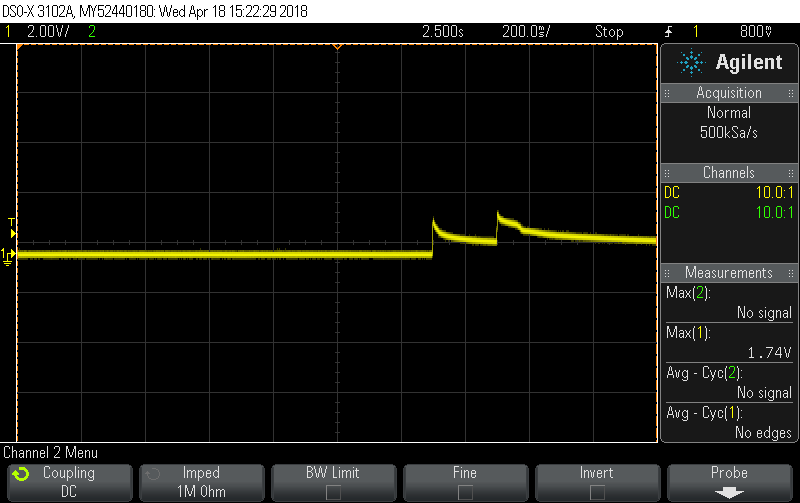 DSO-X 3102A, MY52440180: Wed Apr 18 15:22:29 2018
1 2.00V/ 2 2.500s 200.0ms/ Stop 1 800mV
Agilent
Acquisition
Normal
500kSa/s
Channels
DC 10.0:1
DC 10.0:1
Measurements
Max(2):
No signal
Max(1):
1.74V
Avg - Cyc(2):
No signal
Avg - Cyc(1):
No edges
T
1
Channel 2 Menu
Coupling
DC
Imped
1M Ohm
BW Limit
Fine
Invert
Probe